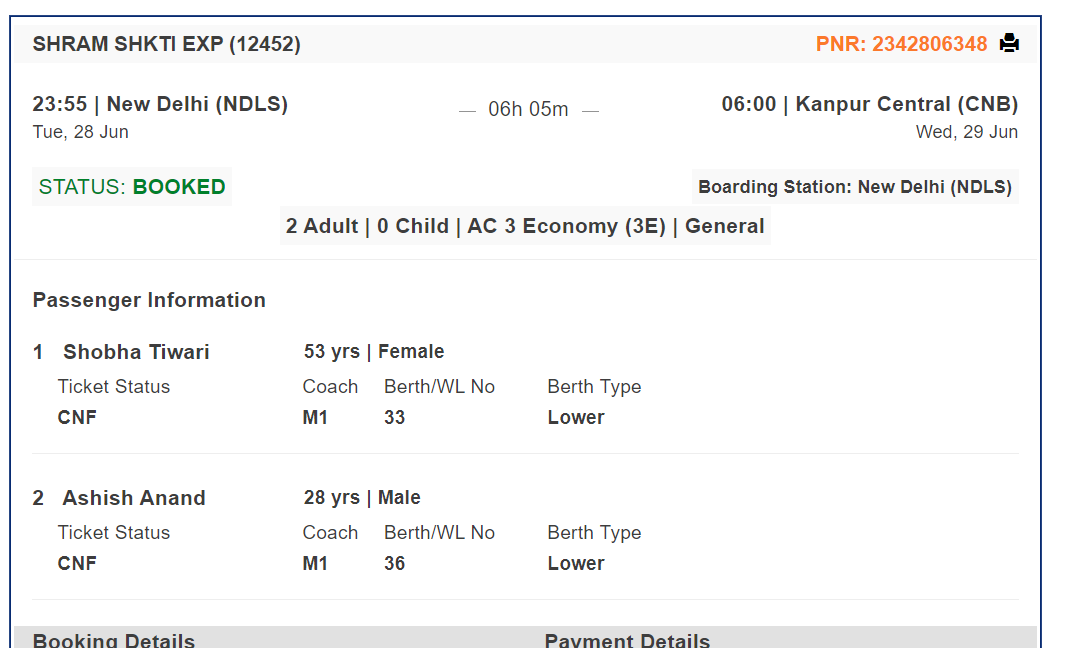 SHRAM SHKTI EXP (12452) PNR: 2342806348
23:55 | New Delhi (NDLS) — 06h 05m — 06:00 | Kanpur Central (CNB)
Tue, 28 Jun Wed, 29 Jun
STATUS: BOOKED Boarding Station: New Delhi (NDLS)
2 Adult | 0 Child | AC 3 Economy (3E) | General
Passenger Information
1 Shobha Tiwari 53 yrs | Female
Ticket Status Coach Berth/WL No Berth Type
CNF M1 33 Lower
2 Ashish Anand 28 yrs | Male
Ticket Status Coach Berth/WL No Berth Type
CNF M1 36 Lower
Booking Details Payment Details